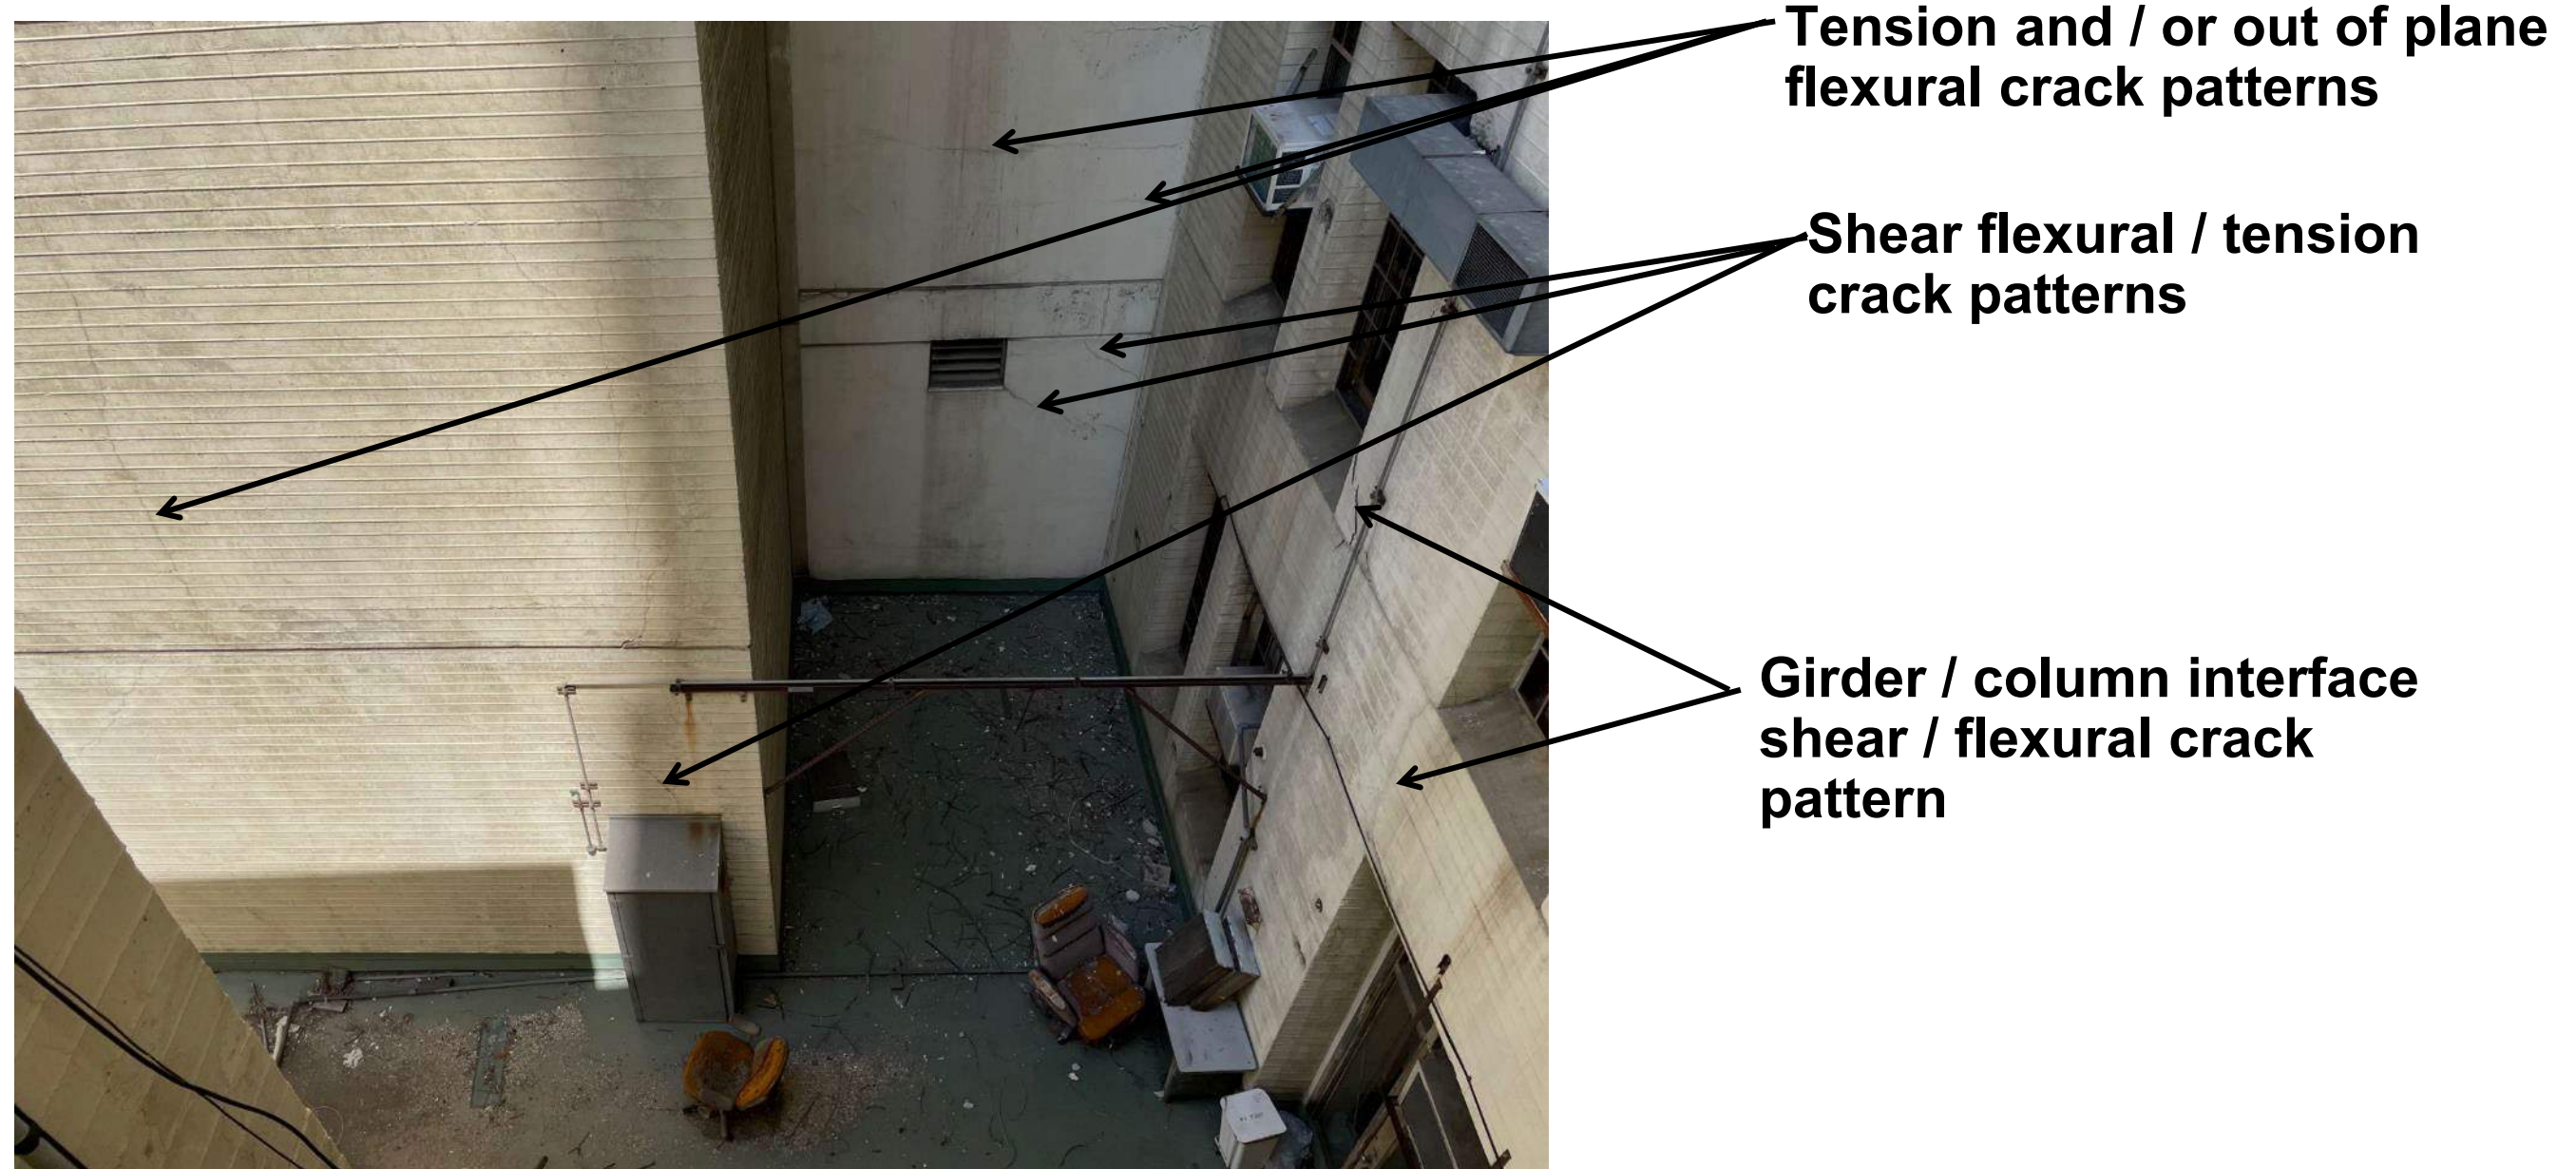 Tension and / or out of plane
flexural crack patterns
Shear flexural / tension
crack patterns
Girder / column interface
shear / flexural crack
pattern